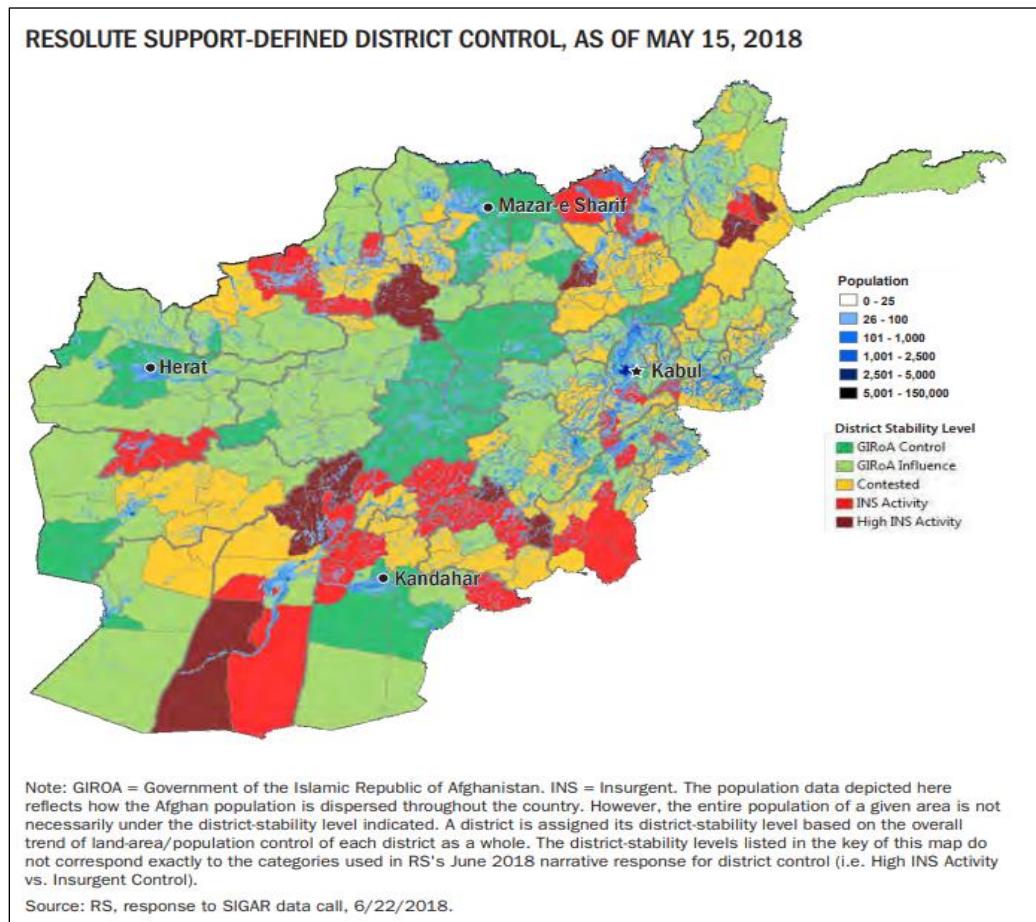 RESOLUTE SUPPORT-DEFINED DISTRICT CONTROL, AS OF MAY 15, 2018
Mazar-e Sharif
Herat
Kabul
Kandahar
Population
0 - 25
26 - 100
101 - 1,000
1,001 - 2,500
2,501 - 5,000
5,001 - 150,000
District Stability Level
GIRoA Control
GIRoA Influence
Contested
INS Activity
High INS Activity
Note: GIROA = Government of the Islamic Republic of Afghanistan. INS = Insurgent. The population data depicted here
reflects how the Afghan population is dispersed throughout the country. However, the entire population of a given area is not
necessarily under the district-stability level indicated. A district is assigned its district-stability level based on the overall
trend of land-area/population control of each district as a whole. The district-stability levels listed in the key of this map do
not correspond exactly to the categories used in RS's June 2018 narrative response for district control (i.e. High INS Activity
vs. Insurgent Control).
Source: RS, response to SIGAR data call, 6/22/2018.